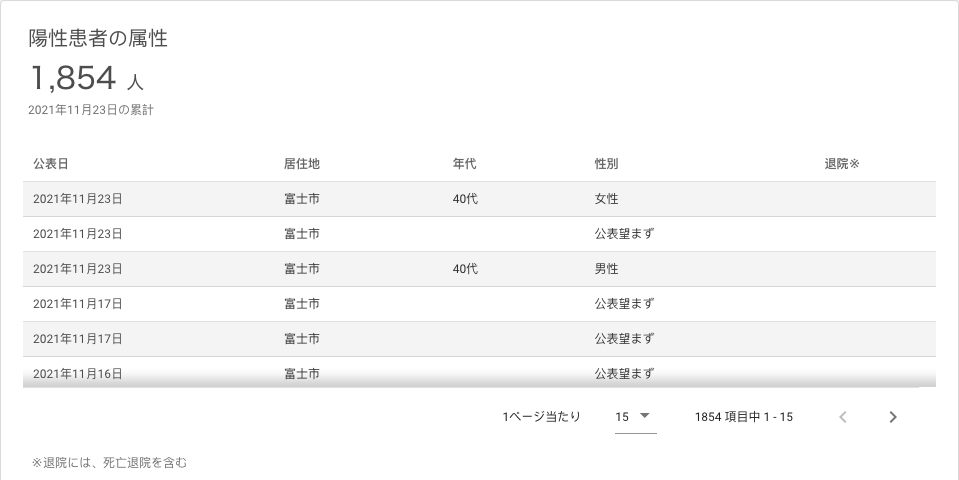 陽性患者の属性
1,854 人
2021年11月23日の累計
公表日 居住地 年代 性別 退院※
2021年11月23日 富士市 40代 女性
2021年11月23日 富士市 公表望まず
2021年11月23日 富士市 40代 男性
2021年11月17日 富士市 公表望まず
2021年11月17日 富士市 公表望まず
2021年11月16日 富士市 公表望まず
1ページ当たり 15 1854 項目中 1 - 15
※退院には、死亡退院を含む